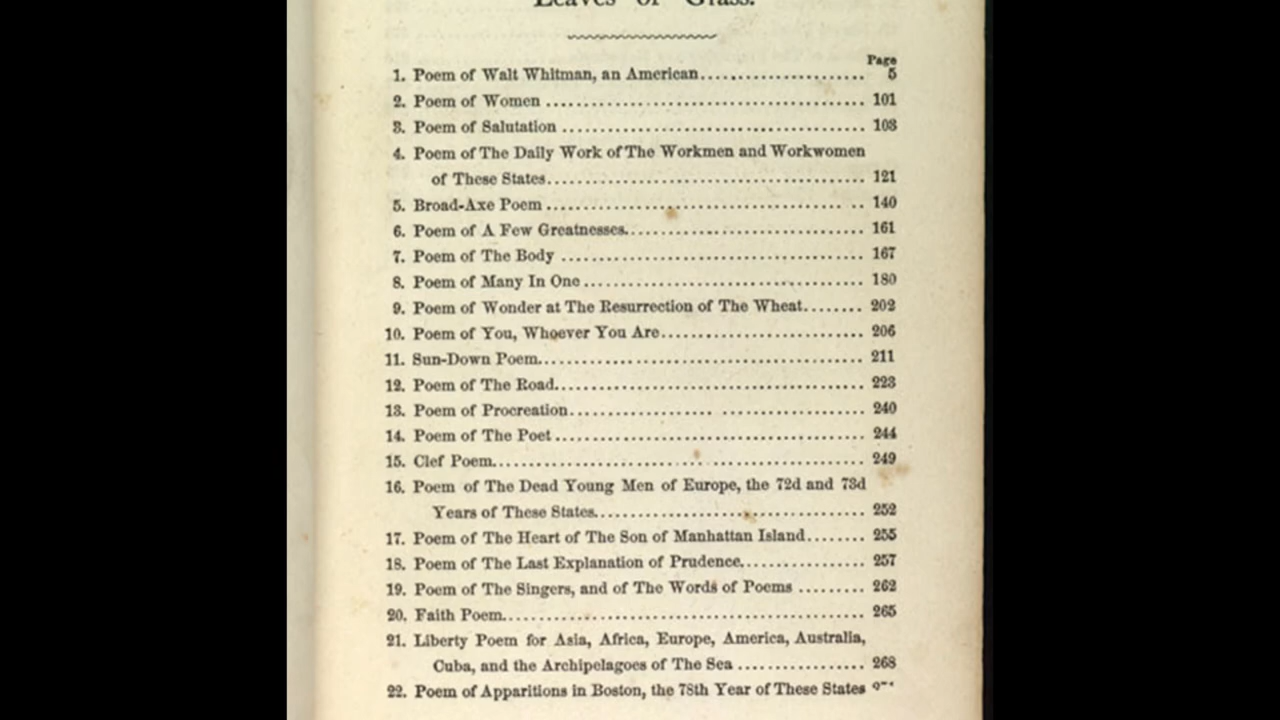 Leaves of Grass.
Page
1. Poem of Walt Whitman, an American...................... 5
2. Poem of Women .......................................... 101
3. Poem of Salutation ........................................ 103
4. Poem of The Daily Work of The Workmen and Workwomen
of These States.......................................... 121
5. Broad-Axe Poem ...................................... .. 140
6. Poem of A Few Greatnesses............................... 161
7. Poem of The Body ........................................ 167
8. Poem of Many In One ..................................... 180
9. Poem of Wonder at The Resurrection of The Wheat........ 202
10. Poem of You, Whoever You Are.......................... 206
11. Sun-Down Poem.......................................... 211
12. Poem of The Road........................................ 223
13. Poem of Procreation.................... .................. 240
14. Poem of The Poet ........................................ 244
15. Clef Poem................................................ 249
16. Poem of The Dead Young Men of Europe, the 72d and 73d
Years of These States................................... 252
17. Poem of The Heart of The Son of Manhattan Island........ 255
18. Poem of The Last Explanation of Prudence................ 257
19. Poem of The Singers, and of The Words of Poems ......... 262
20. Faith Poem.............................................. 265
21. Liberty Poem for Asia, Africa, Europe, America, Australia,
Cuba, and the Archipelagoes of The Sea ................ 268
22. Poem of Apparitions in Boston, the 78th Year of These States